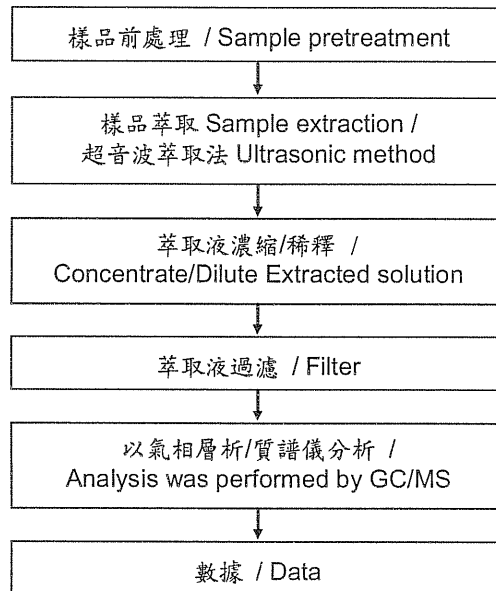 樣品前處理 / Sample pretreatment
樣品萃取 Sample extraction /
超音波萃取法 Ultrasonic method
萃取液濃縮/稀釋 /
Concentrate/Dilute Extracted solution
萃取液過濾 / Filter
以氣相層析/質譜儀分析 /
Analysis was performed by GC/MS
數據 / Data